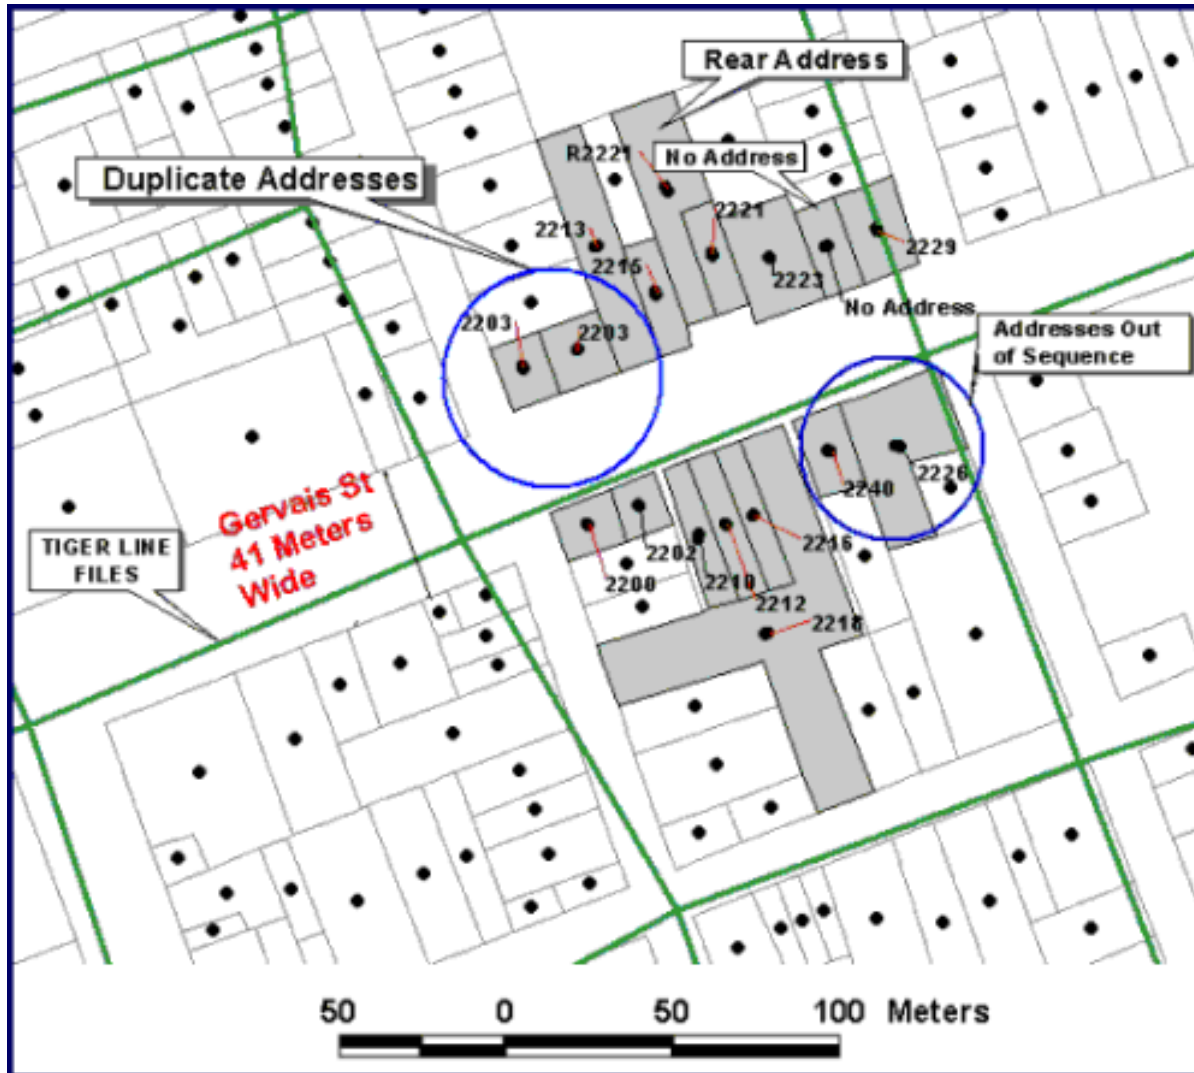 Rear Address
R2221
No Address
Duplicate Addresses
2221
2213
2229
2215
2223
No Address
2203
2203
Addresses Out
of Sequence
Gervais St
41 Meters
Wide
2240
2226
TIGER LINE
FILES
2202
2216
2200
2210
2212
2218
50 0 50 100 Meters